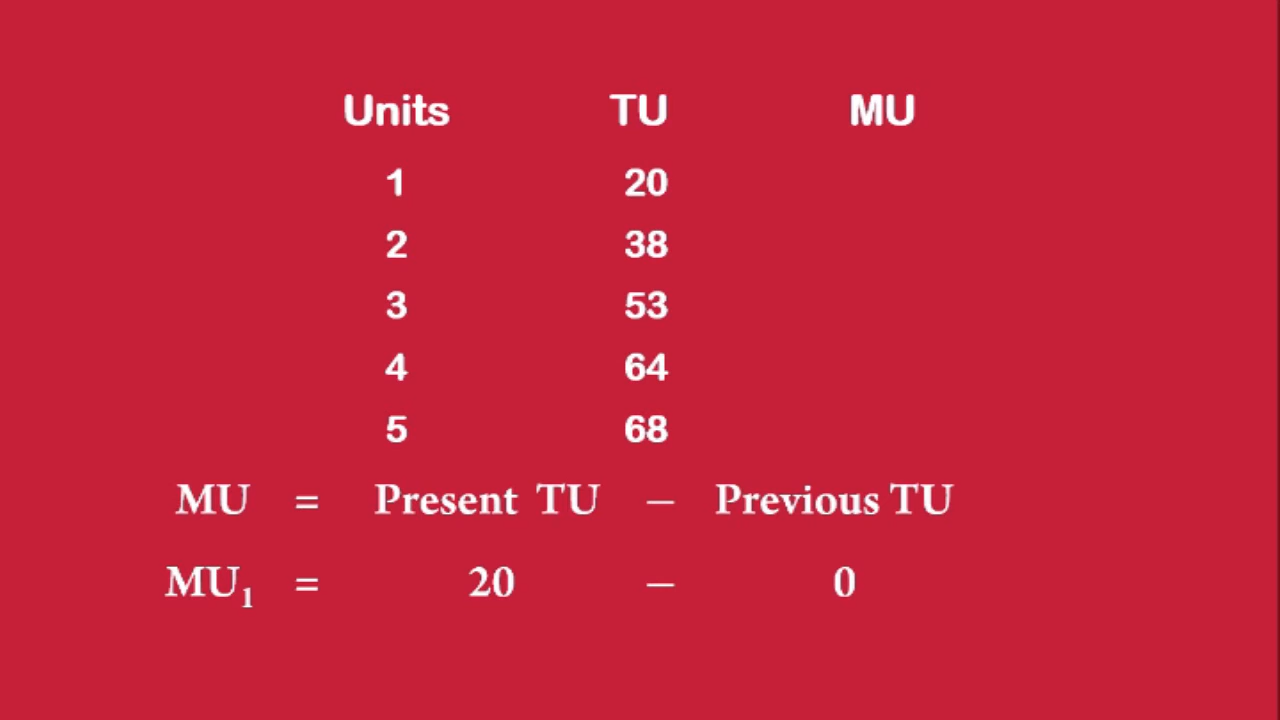 Units TU MU
1 20
2 38
3 53
4 64
5 68
MU = Present TU – Previous TU
MU₁ = 20 – 0